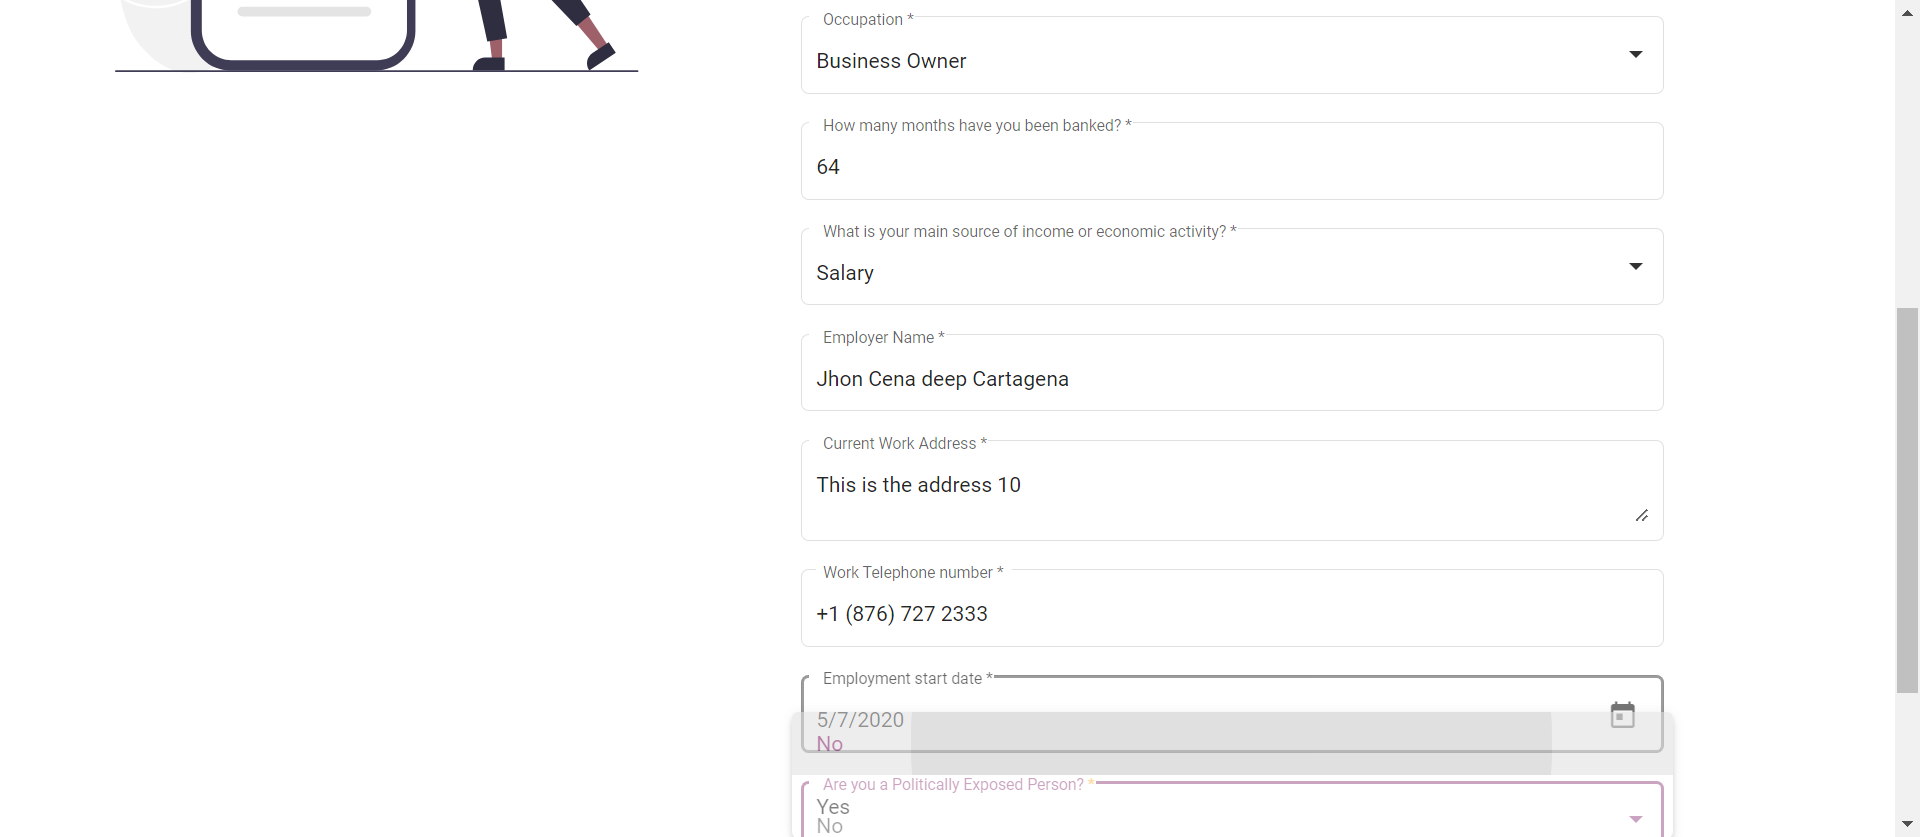 Occupation *
Business Owner
How many months have you been banked? *
64
What is your main source of income or economic activity? *
Salary
Employer Name *
Jhon Cena deep Cartagena
Current Work Address *
This is the address 10
Work Telephone number *
+1 (876) 727 2333
Employment start date *
5/7/2020
No
Are you a Politically Exposed Person? *
Yes
No